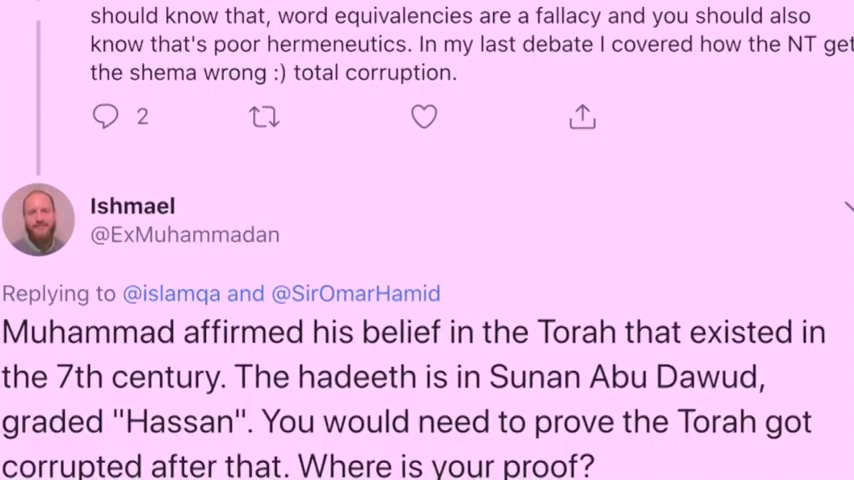 should know that, word equivalencies are a fallacy and you should also
know that's poor hermeneutics. In my last debate I covered how the NT get
the shema wrong :) total corruption.
2
Ishmael
@ExMuhammadan
Replying to @islamqa and @SirOmarHamid
Muhammad affirmed his belief in the Torah that existed in
the 7th century. The hadeeth is in Sunan Abu Dawud,
graded "Hassan". You would need to prove the Torah got
corrupted after that. Where is your proof?